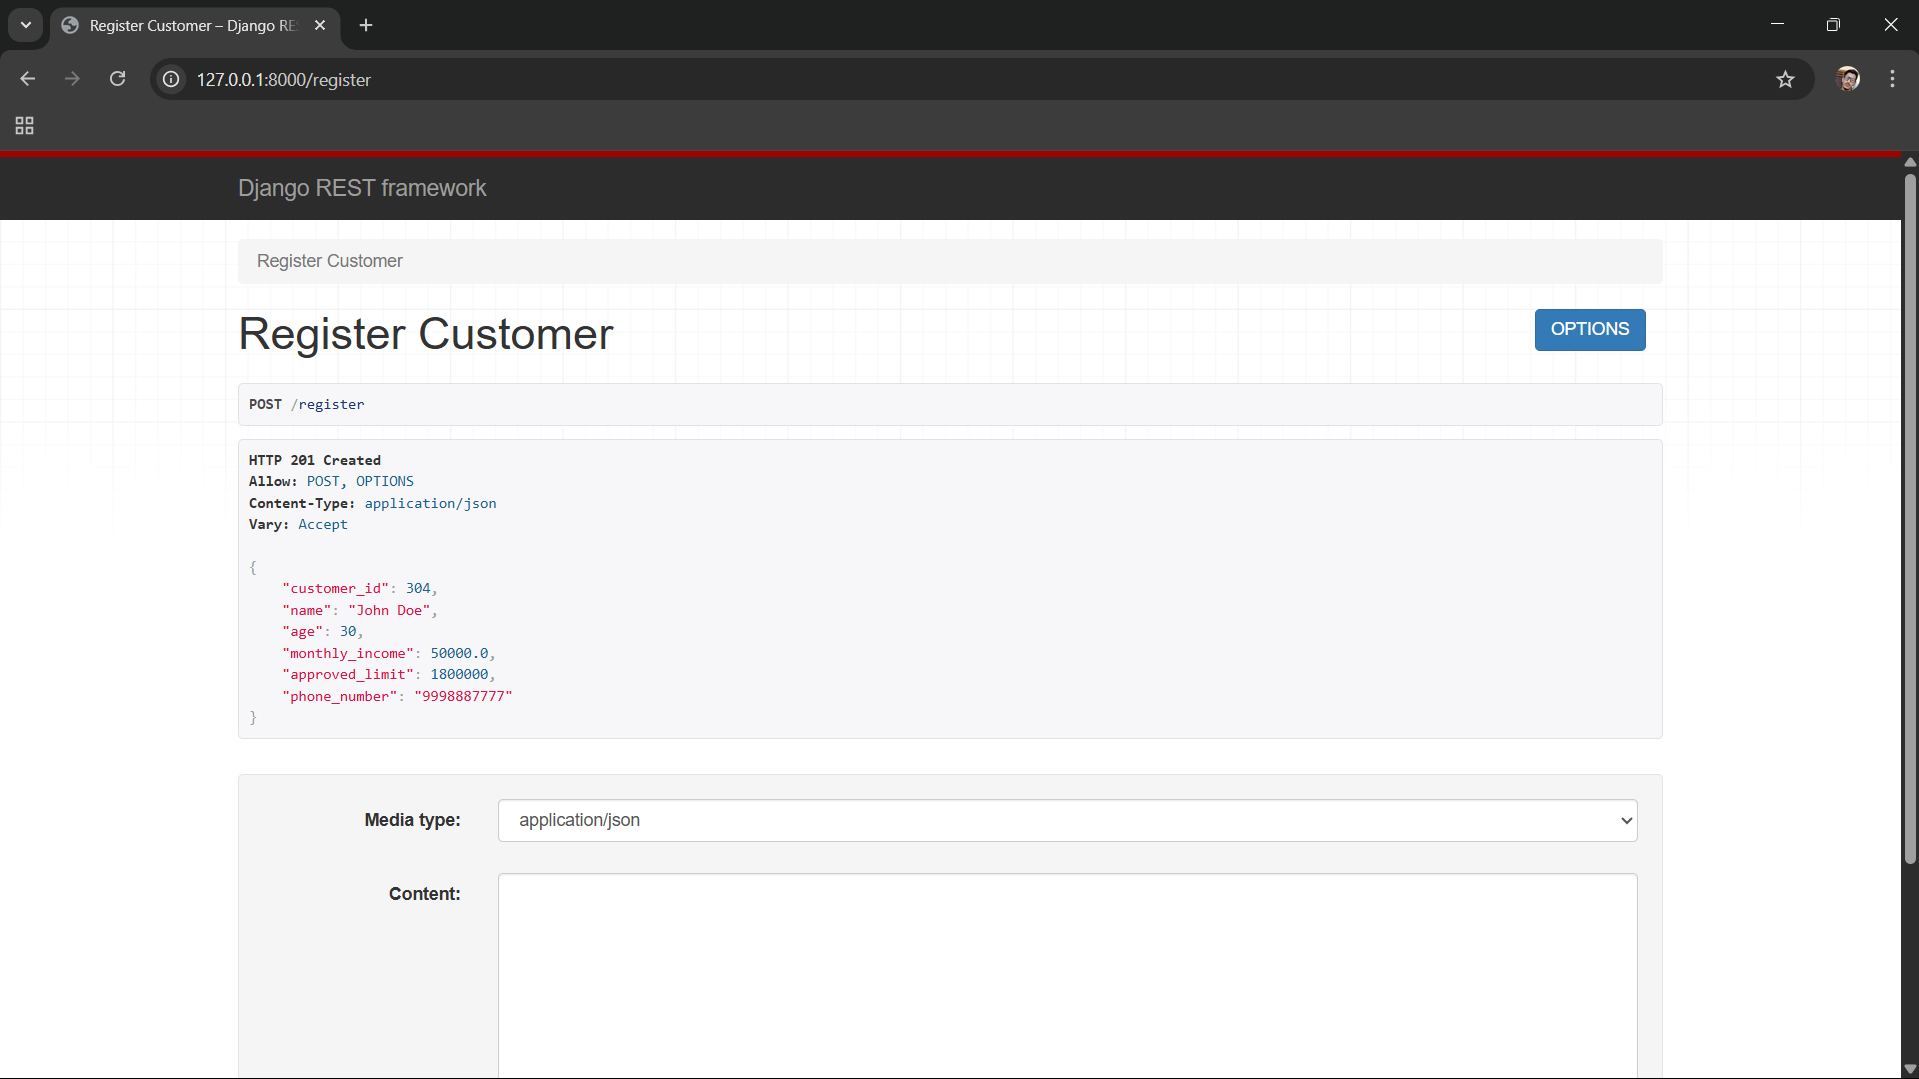 Register Customer – Django RE
127.0.0.1:8000/register
Django REST framework
Register Customer
Register Customer
OPTIONS
POST /register
HTTP 201 Created
Allow: POST, OPTIONS
Content-Type: application/json
Vary: Accept
{
"customer_id": 304,
"name": "John Doe",
"age": 30,
"monthly_income": 50000.0,
"approved_limit": 1800000,
"phone_number": "9998887777"
}
Media type:
application/json
Content: